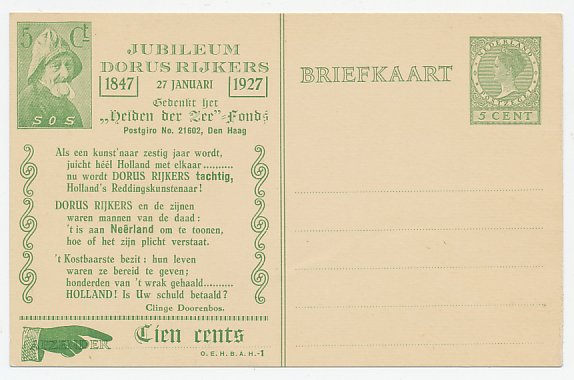 5 Ct
SOS
JUBILEUM
DORUS RIJKERS
1847 27 JANUARI 1927
Gedenkt het
„Helden der Zee"-Fonds
Postgiro No. 21602, Den Haag
Als een kunst'naar zestig jaar wordt,
juicht héél Holland met elkaar..........
nu wordt DORUS RIJKERS tachtig,
Holland's Reddingskunstenaar!
DORUS RIJKERS en de zijnen
waren mannen van de daad:
't is aan Neêrland om te toonen,
hoe of het zijn plicht verstaat.
't Kostbaarste bezit: hun leven
waren ze bereid te geven;
honderden van 't wrak gehaald..........
HOLLAND! Is Uw schuld betaald?
Clinge Doorenbos.
AFZENDER
Tien cents
O.E.H.B.A.H.-1
BRIEFKAART
NEDERLAND
POSTZEGEL
5 CENT